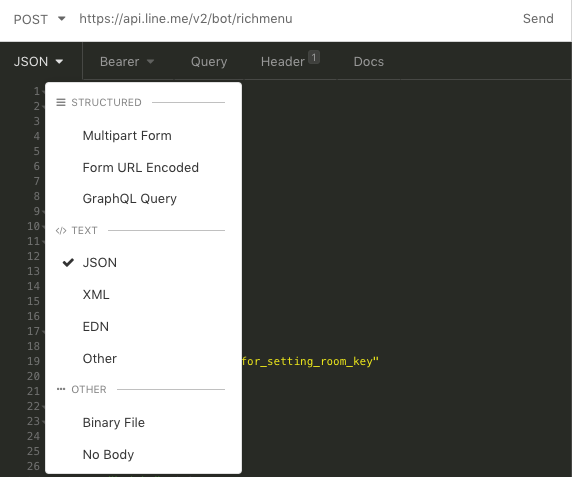 POST https://api.line.me/v2/bot/richmenu Send
JSON Bearer Query Header 1 Docs
1
STRUCTURED
2
3
4 Multipart Form
5
6 Form URL Encoded
7
8 GraphQL Query
9
10 TEXT
11
12 JSON
13
14 XML
15
16 EDN
17
18 Other
19 for_setting_room_key"
20
21 OTHER
22
23 Binary File
24
25 No Body
26